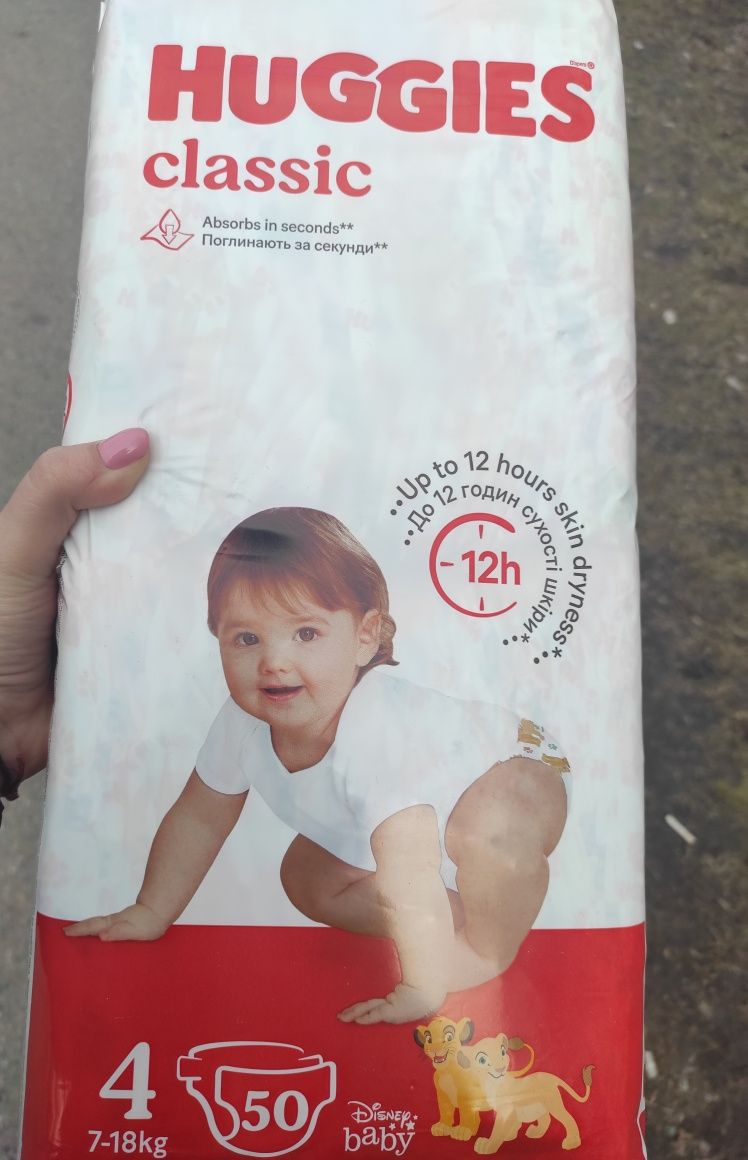 Diapers®
HUGGIES
classic
Absorbs in seconds**
Поглинають за секунди**
..Up to 12 hours skin dryness*..
..До 12 годин сухості шкіри*..
12h
4
7-18kg
50
Disney
baby